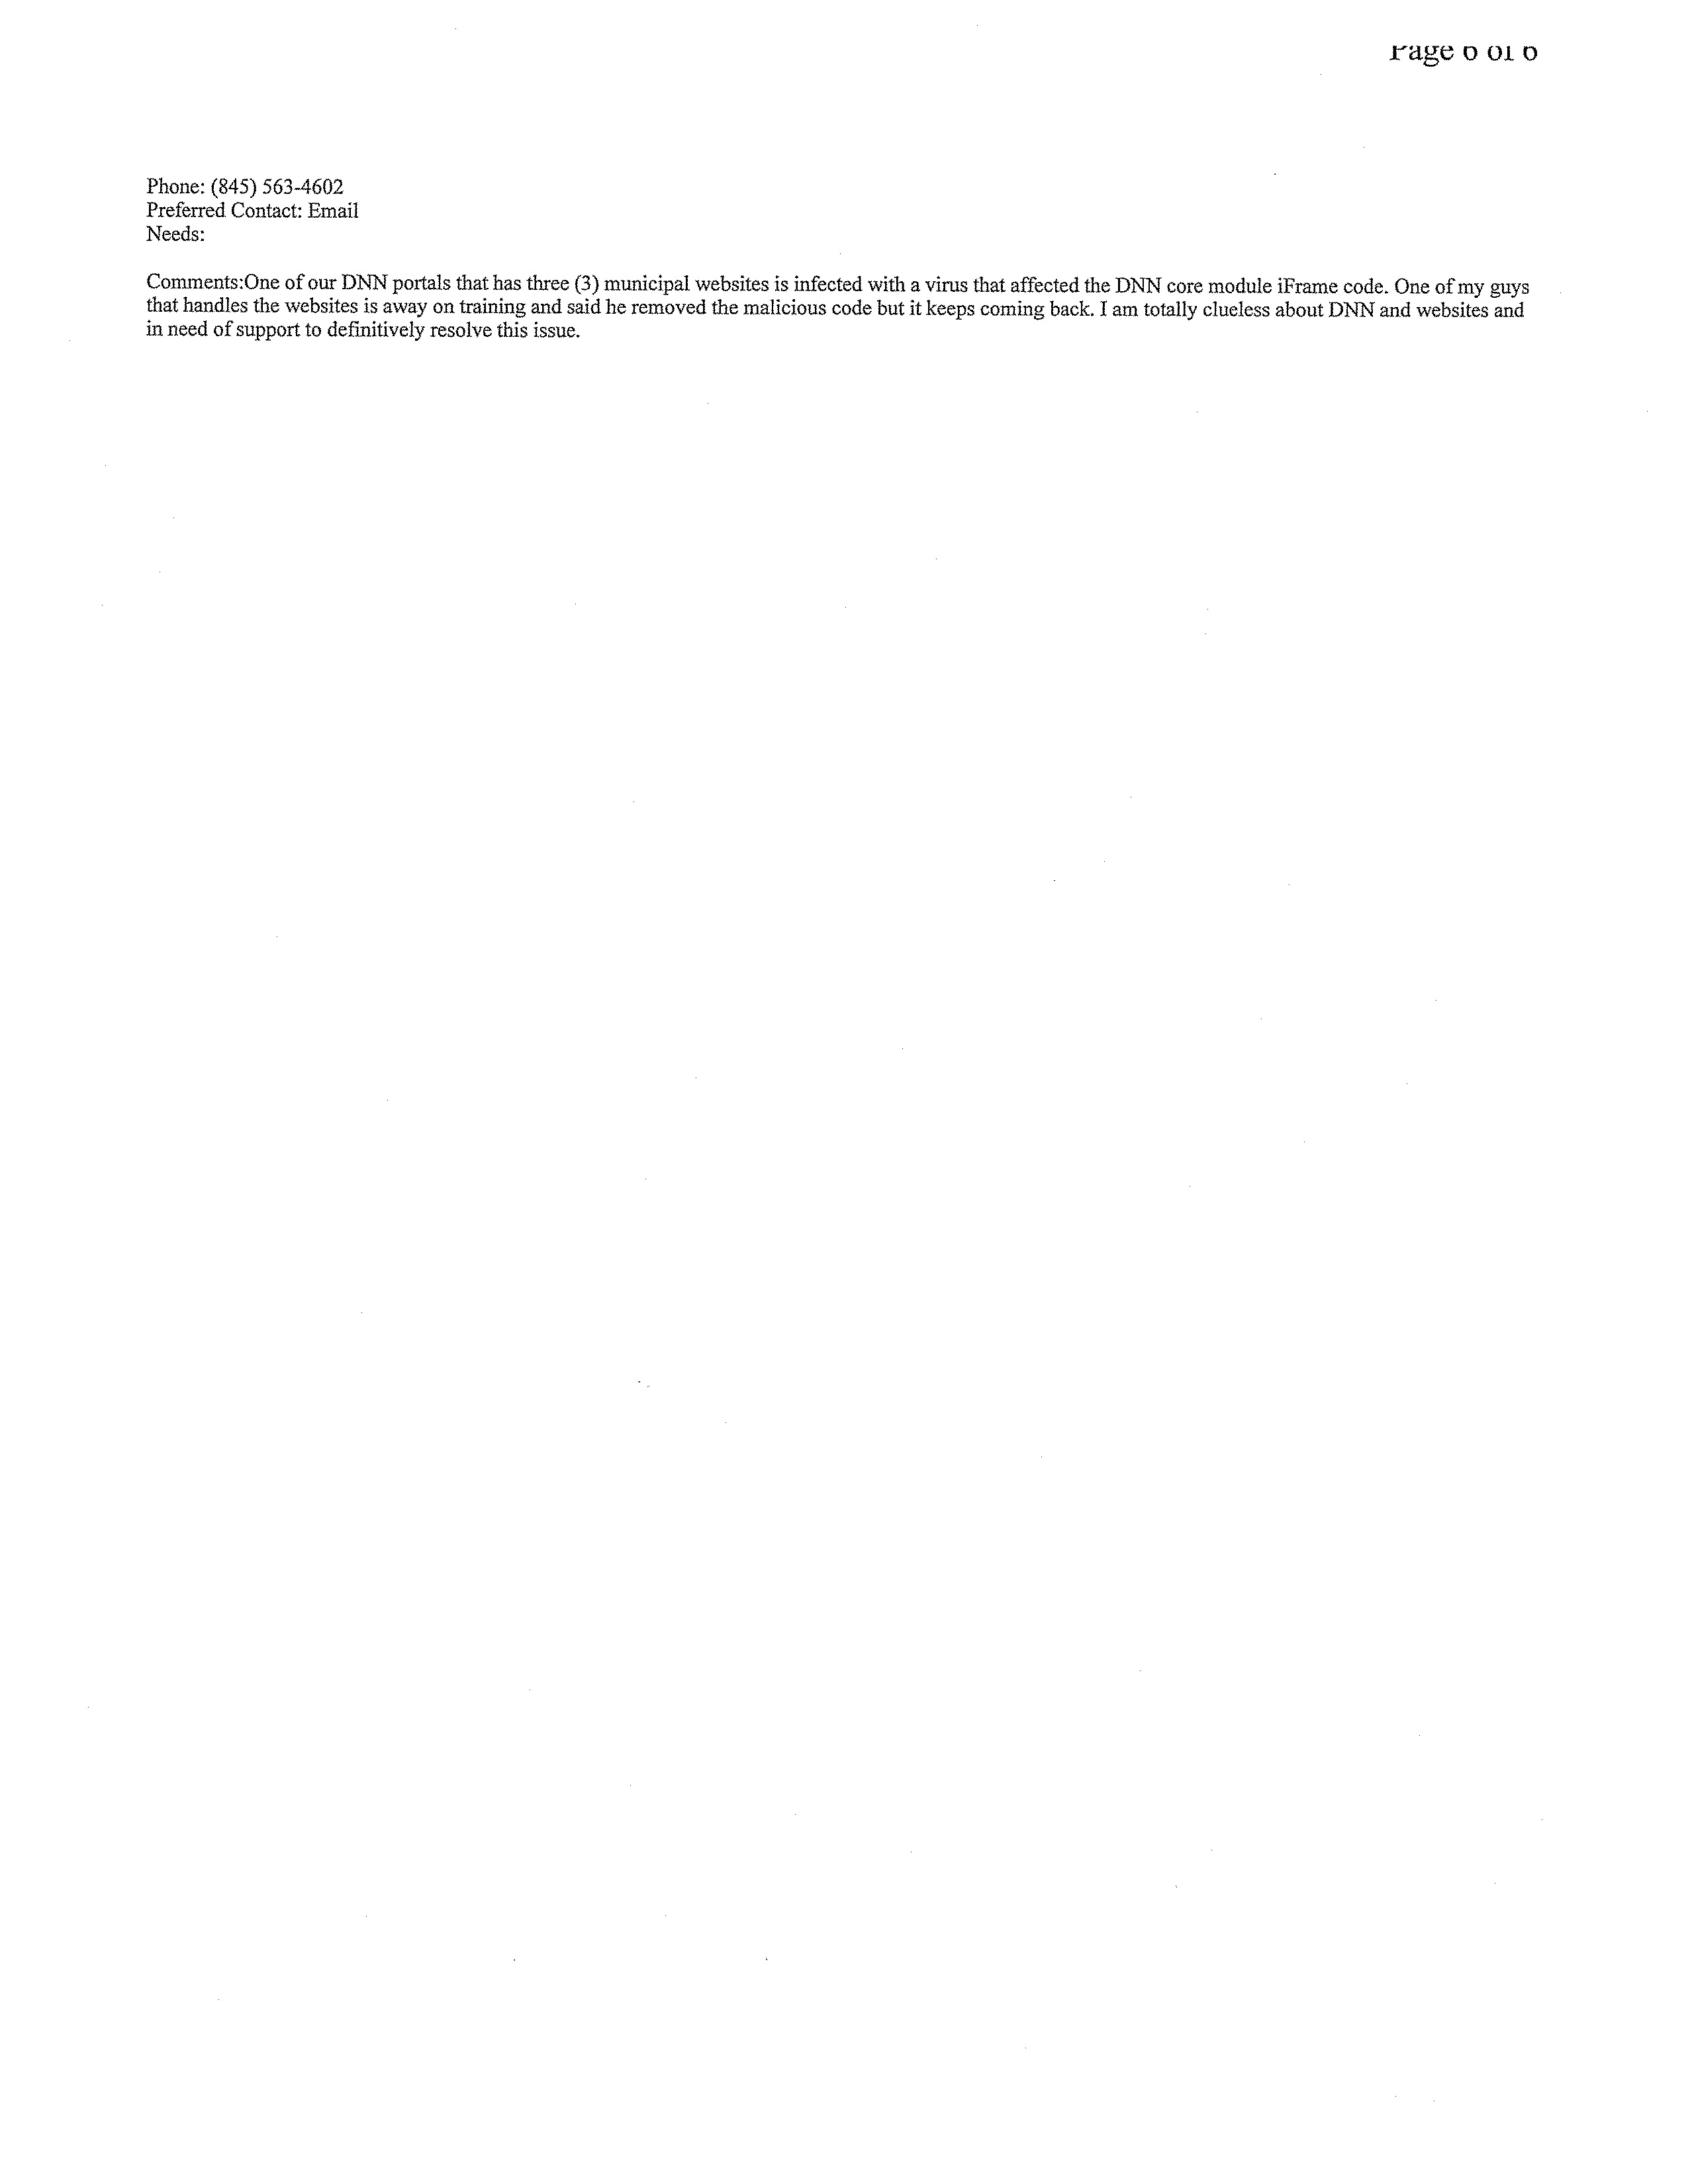 Page 6 of 6
Phone: (845) 563-4602
Preferred Contact: Email
Needs:
Comments:One of our DNN portals that has three (3) municipal websites is infected with a virus that affected the DNN core module iFrame code. One of my guys
that handles the websites is away on training and said he removed the malicious code but it keeps coming back. I am totally clueless about DNN and websites and
in need of support to definitively resolve this issue.